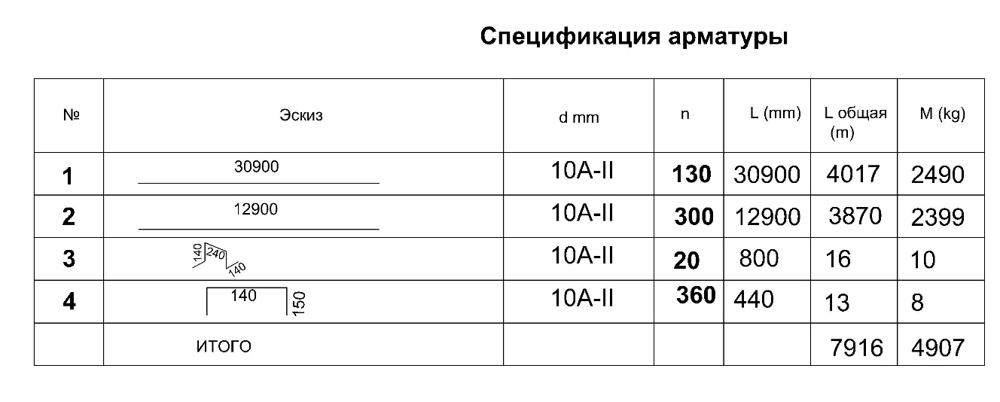 Спецификация арматуры
№ Эскиз d mm n L (mm) L общая (m) M (kg)
1 30900 10A-II 130 30900 4017 2490
2 12900 10A-II 300 12900 3870 2399
3 140 240 140 10A-II 20 800 16 10
4 140 150 10A-II 360 440 13 8
ИТОГО 7916 4907